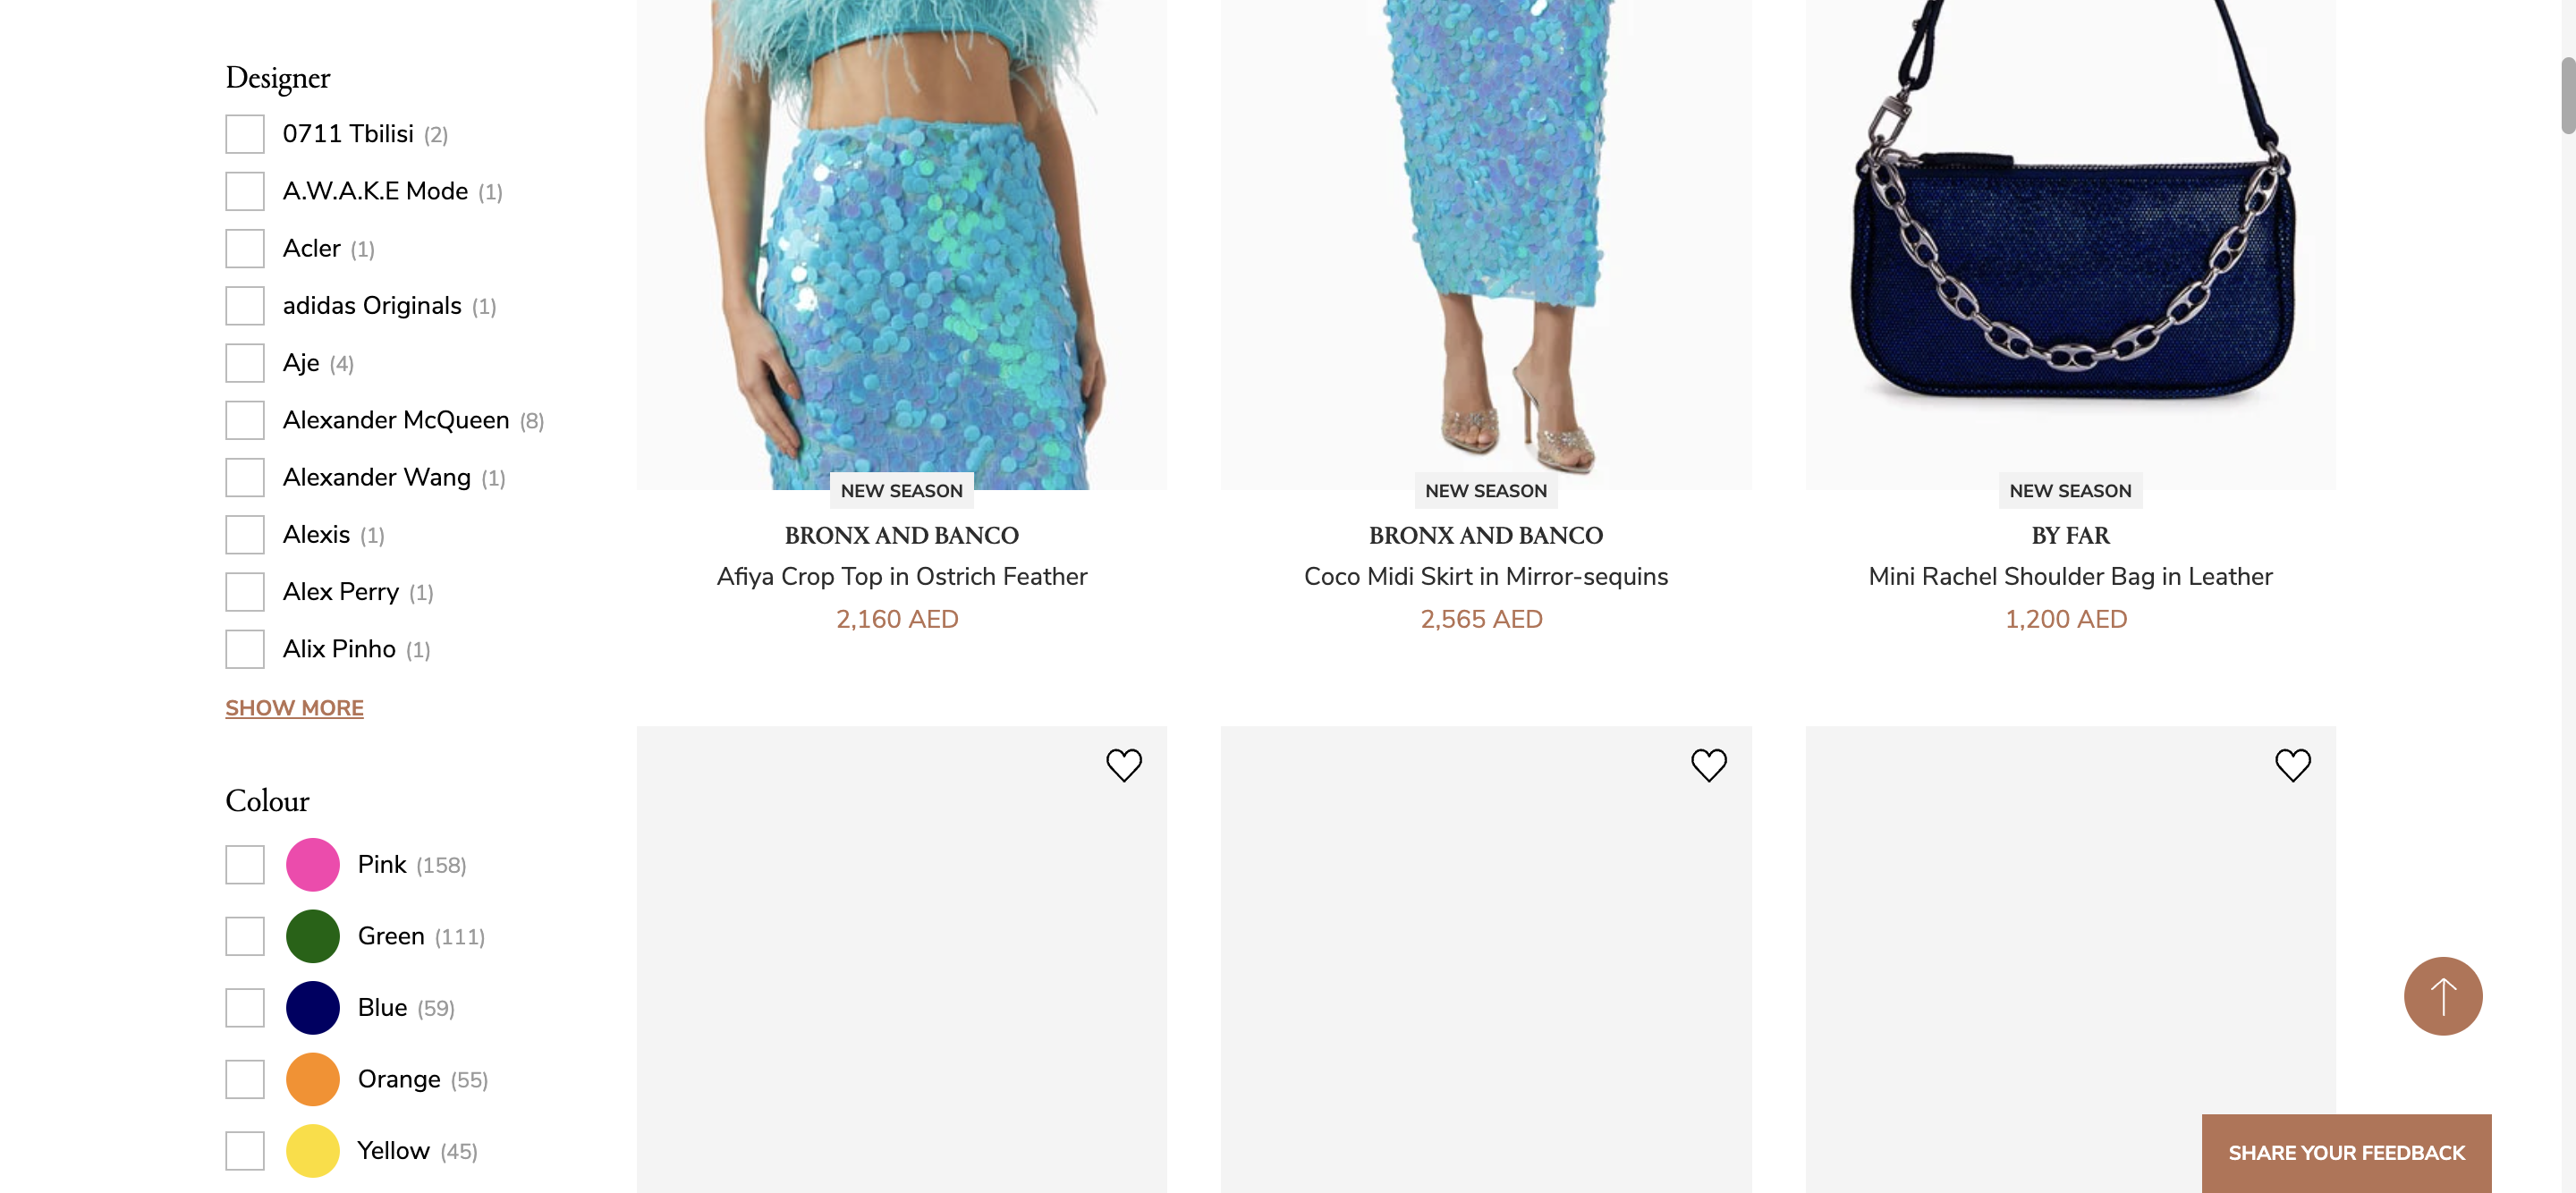 Designer
0711 Tbilisi (2)
A.W.A.K.E Mode (1)
Acler (1)
adidas Originals (1)
Aje (4)
Alexander McQueen (8)
Alexander Wang (1)
Alexis (1)
Alex Perry (1)
Alix Pinho (1)
SHOW MORE
Colour
Pink (158)
Green (111)
Blue (59)
Orange (55)
Yellow (45)
NEW SEASON
BRONX AND BANCO
Afiya Crop Top in Ostrich Feather
2,160 AED
NEW SEASON
BRONX AND BANCO
Coco Midi Skirt in Mirror-sequins
2,565 AED
NEW SEASON
BY FAR
Mini Rachel Shoulder Bag in Leather
1,200 AED
SHARE YOUR FEEDBACK